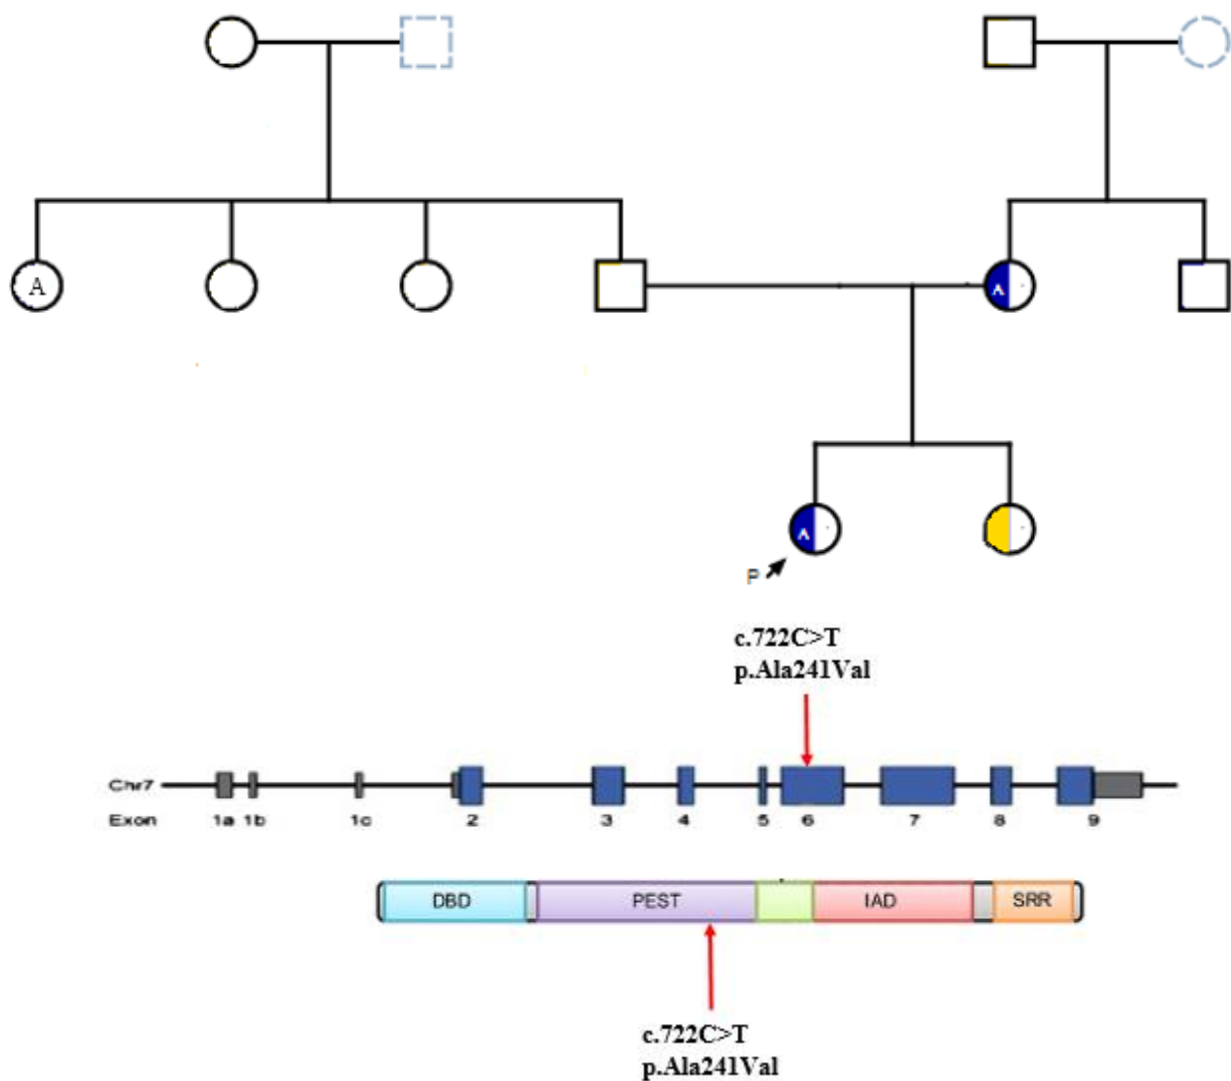 A
A
A
P
c.722C>T
p.Ala241Val
Chr7
Exon 1a 1b 1c 2 3 4 5 6 7 8 9
DBD PEST IAD SRR
c.722C>T
p.Ala241Val